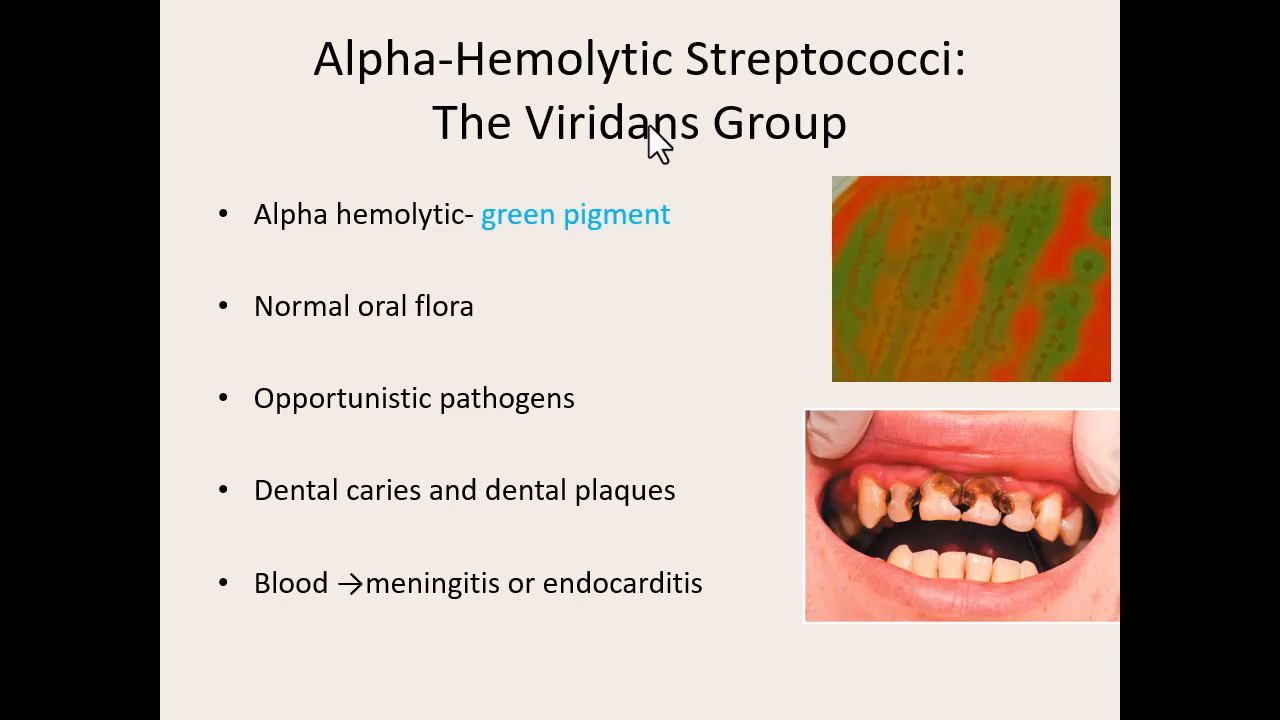 Alpha-Hemolytic Streptococci:
The Viridans Group
• Alpha hemolytic- green pigment
• Normal oral flora
• Opportunistic pathogens
• Dental caries and dental plaques
• Blood →meningitis or endocarditis